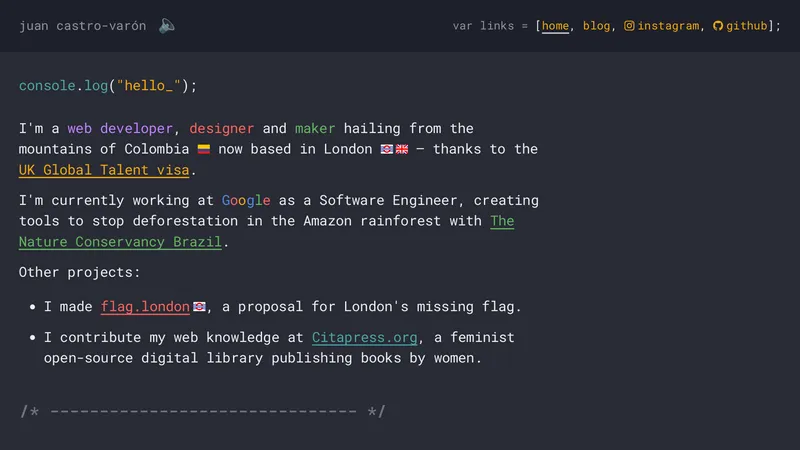 juan castro-varón
var links = [home, blog, instagram, github];
console.log("hello_");
I'm a web developer, designer and maker hailing from the
mountains of Colombia 🇨🇴 now based in London 🇬🇧 — thanks to the
UK Global Talent visa.
I'm currently working at Google as a Software Engineer, creating
tools to stop deforestation in the Amazon rainforest with The
Nature Conservancy Brazil.
Other projects:
• I made flag.london, a proposal for London's missing flag.
• I contribute my web knowledge at Citapress.org, a feminist
open-source digital library publishing books by women.
/* ------------------------------- */